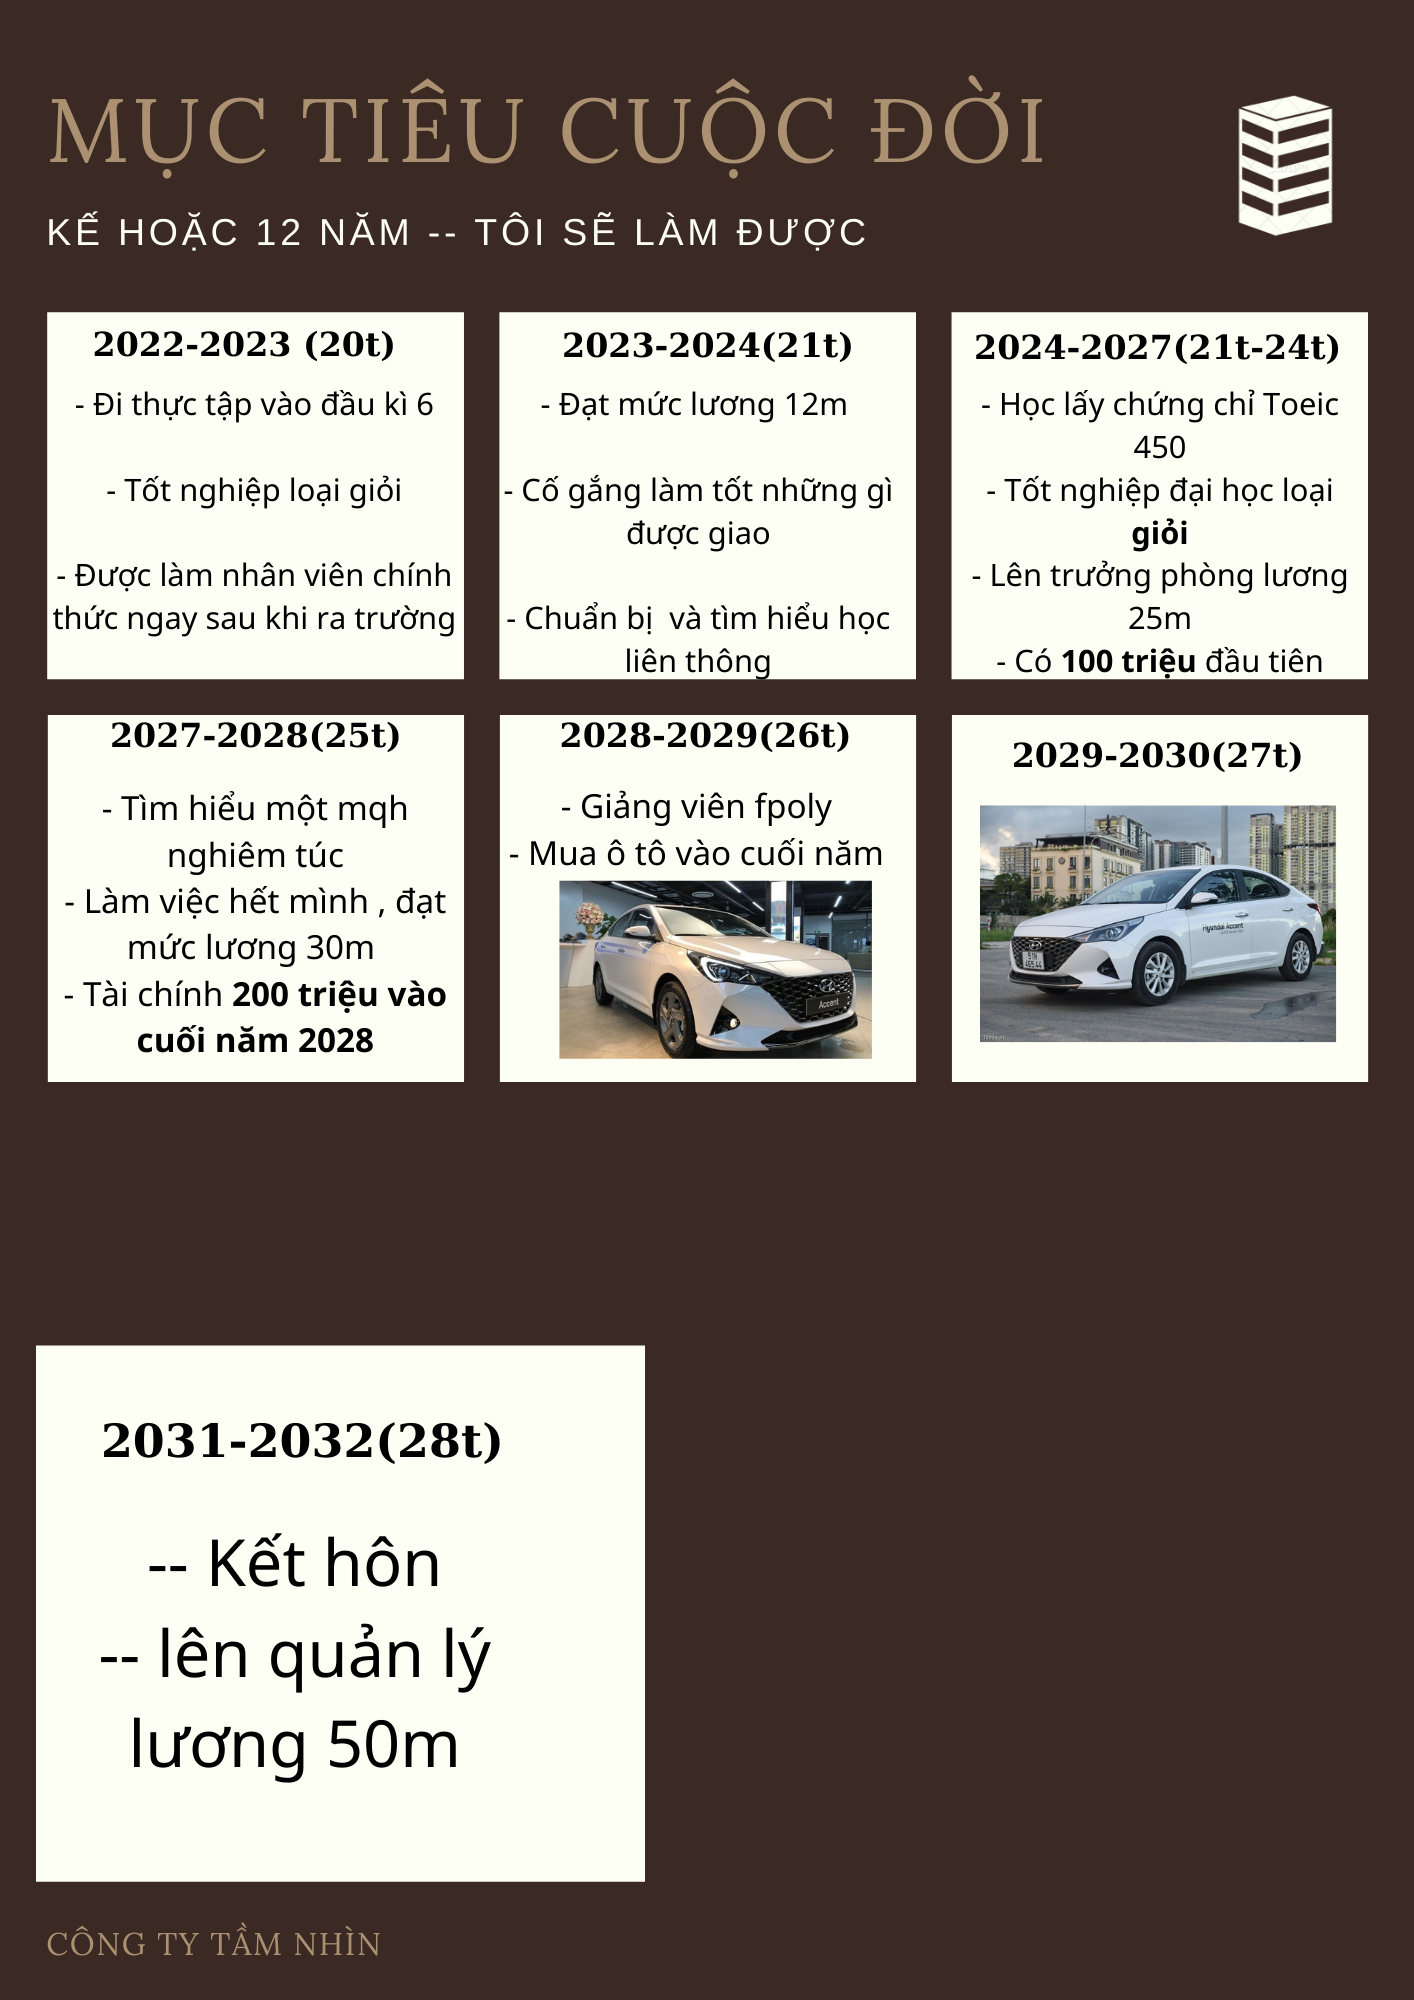 MỤC TIÊU CUỘC ĐỜI
KẾ HOẶC 12 NĂM -- TÔI SẼ LÀM ĐƯỢC
2022-2023 (20t)
- Đi thực tập vào đầu kì 6
- Tốt nghiệp loại giỏi
- Được làm nhân viên chính
thức ngay sau khi ra trường
2023-2024(21t)
- Đạt mức lương 12m
- Cố gắng làm tốt những gì
được giao
- Chuẩn bị  và tìm hiểu học
liên thông
2024-2027(21t-24t)
- Học lấy chứng chỉ Toeic
450
- Tốt nghiệp đại học loại
giỏi
- Lên trưởng phòng lương
25m
- Có 100 triệu đầu tiên
2027-2028(25t)
- Tìm hiểu một mqh
nghiêm túc
- Làm việc hết mình , đạt
mức lương 30m
- Tài chính 200 triệu vào
cuối năm 2028
2028-2029(26t)
- Giảng viên fpoly
- Mua ô tô vào cuối năm
Accent
2029-2030(27t)
Hyundai Accent
51N
2031-2032(28t)
-- Kết hôn
-- lên quản lý
lương 50m
CÔNG TY TẦM NHÌN